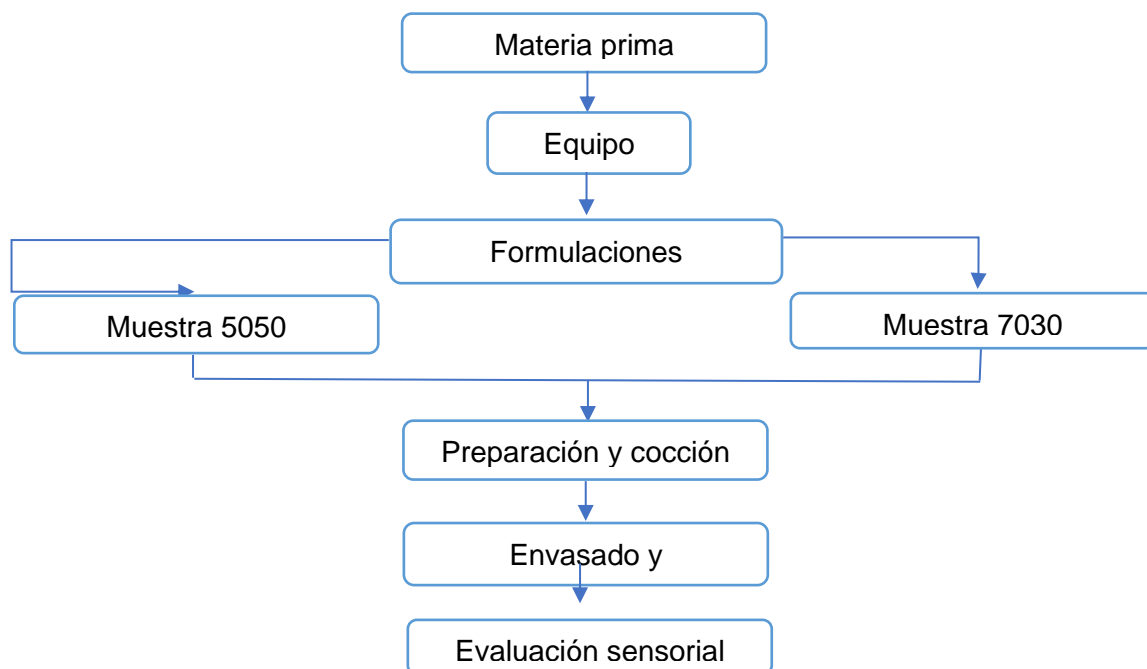 Materia prima
Equipo
Formulaciones
Muestra 5050
Muestra 7030
Preparación y cocción
Envasado y
Evaluación sensorial